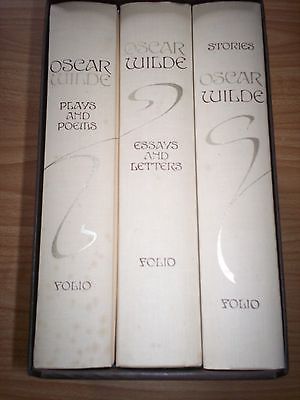 OSCAR
WILDE
PLAYS
AND
POEMS
FOLIO
OSCAR
WILDE
ESSAYS
AND
LETTERS
FOLIO
STORIES
OSCAR
WILDE
FOLIO